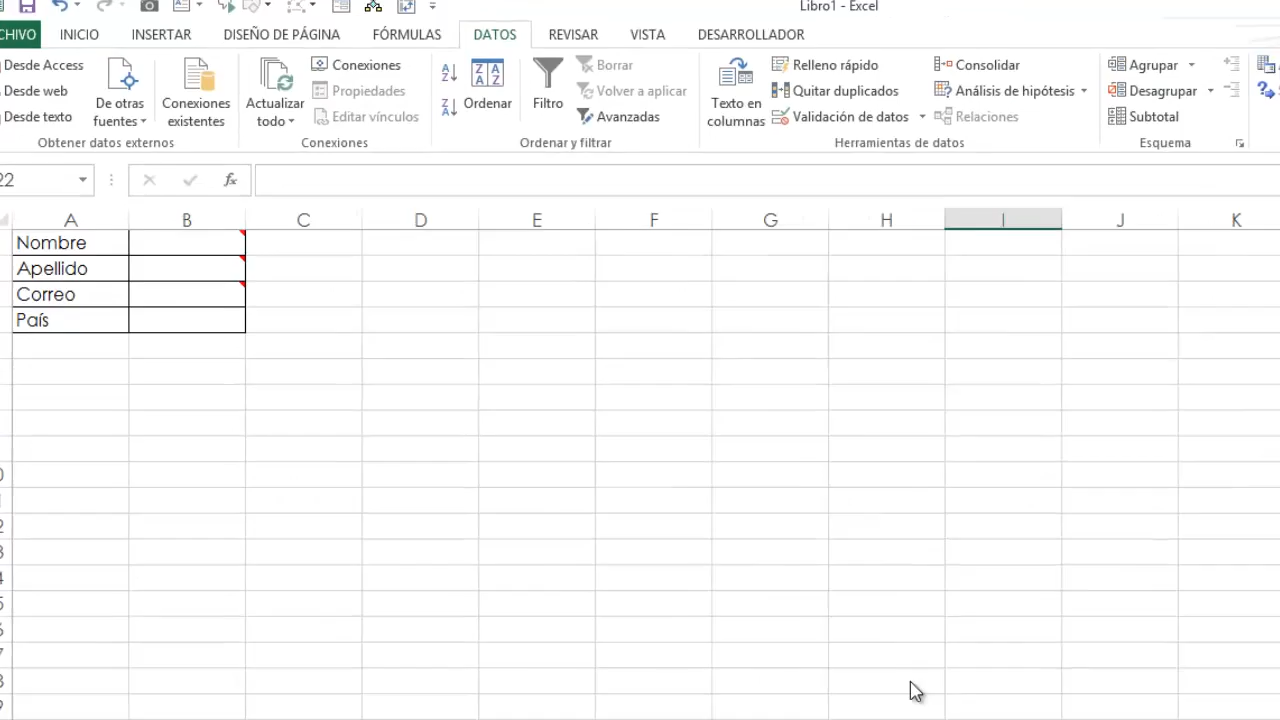 Libro1 - Excel
CHIVO INICIO INSERTAR DISEÑO DE PÁGINA FÓRMULAS DATOS REVISAR VISTA DESARROLLADOR
Desde Access
Desde web
Desde texto
De otras
fuentes
Obtener datos externos
Conexiones
existentes
Actualizar
todo
Conexiones
Propiedades
Editar vínculos
Conexiones
Ordenar
Filtro
Borrar
Volver a aplicar
Avanzadas
Ordenar y filtrar
Texto en
columnas
Relleno rápido
Quitar duplicados
Validación de datos
Consolidar
Análisis de hipótesis
Relaciones
Herramientas de datos
Agrupar
Desagrupar
Subtotal
Esquema
22 fx
A B C D E F G H I J K
Nombre
Apellido
Correo
País